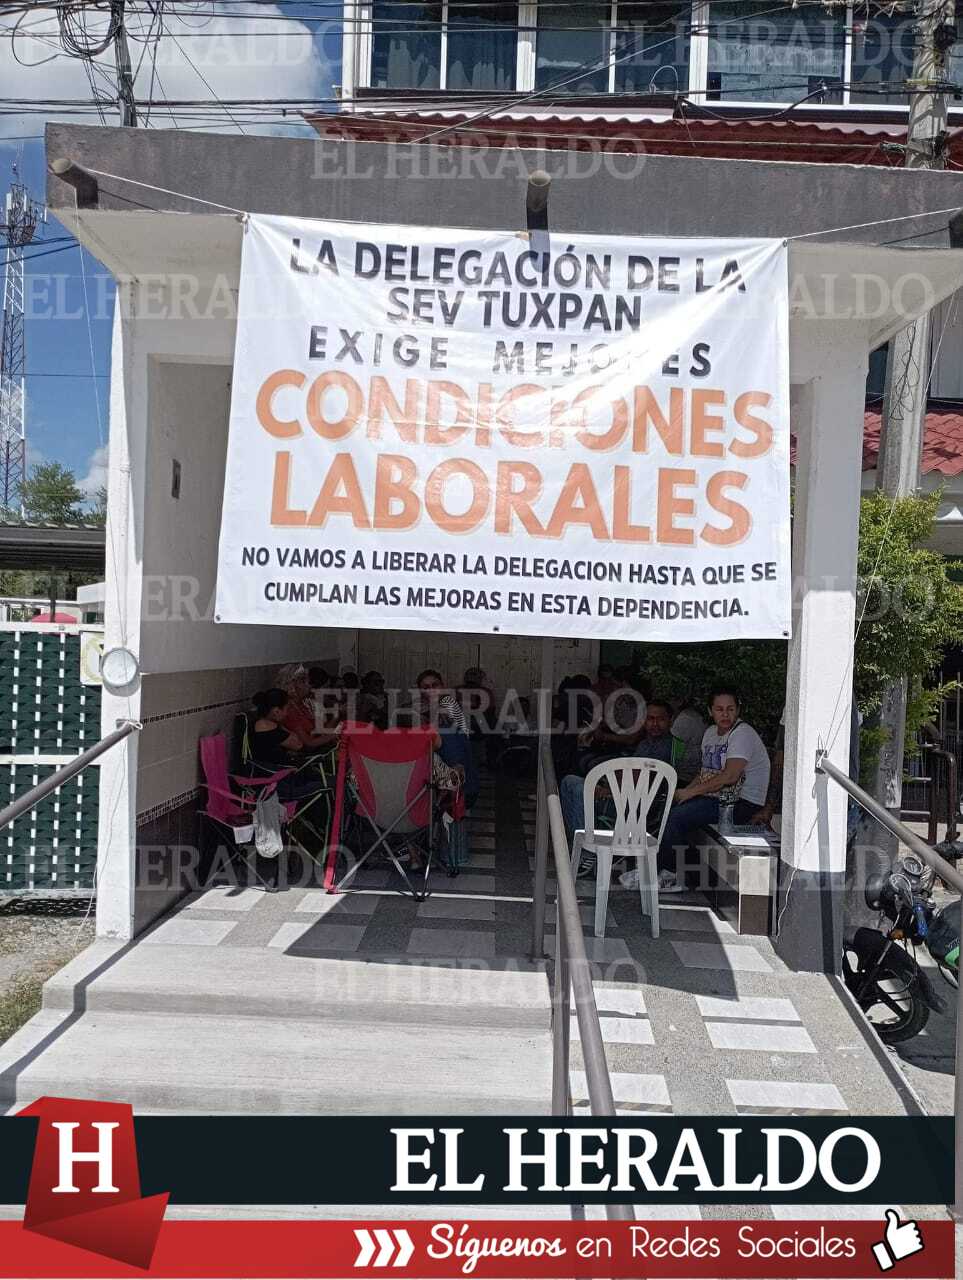 LA DELEGACIÓN DE LA
SEV TUXPAN
EXIGE MEJORES
CONDICIONES
LABORALES
NO VAMOS A LIBERAR LA DELEGACION HASTA QUE SE
CUMPLAN LAS MEJORAS EN ESTA DEPENDENCIA.
H EL HERALDO
Síguenos en Redes Sociales